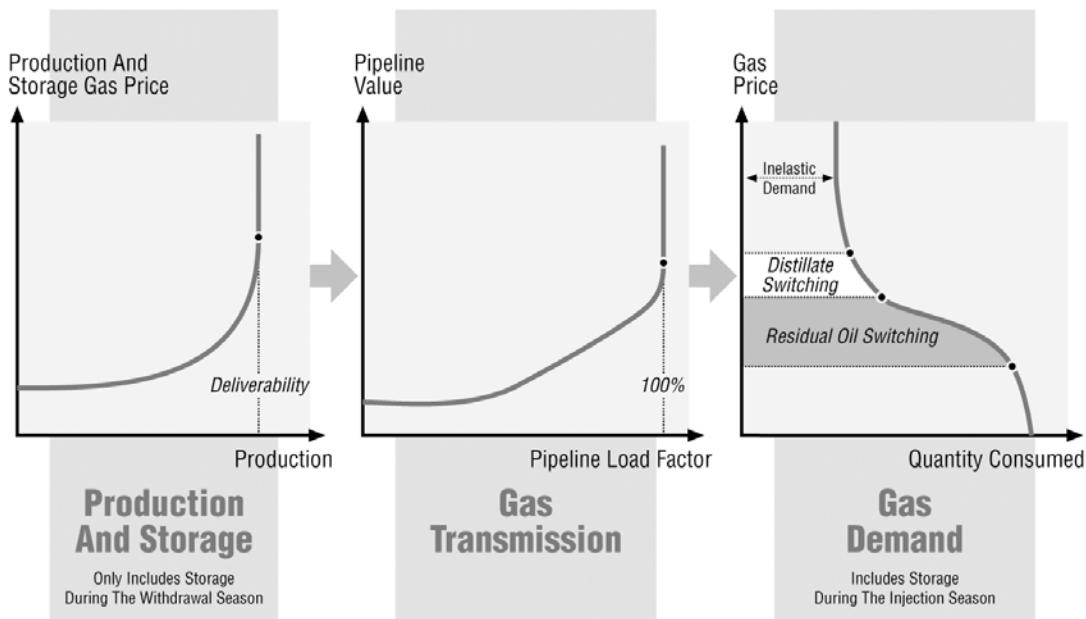 Production And
Storage Gas Price
Deliverability
Production
Production
And Storage
Only Includes Storage
During The Withdrawal Season
Pipeline
Value
100%
Pipeline Load Factor
Gas
Transmission
Gas
Price
Inelastic
Demand
Distillate
Switching
Residual Oil Switching
Quantity Consumed
Gas
Demand
Includes Storage
During The Injection Season